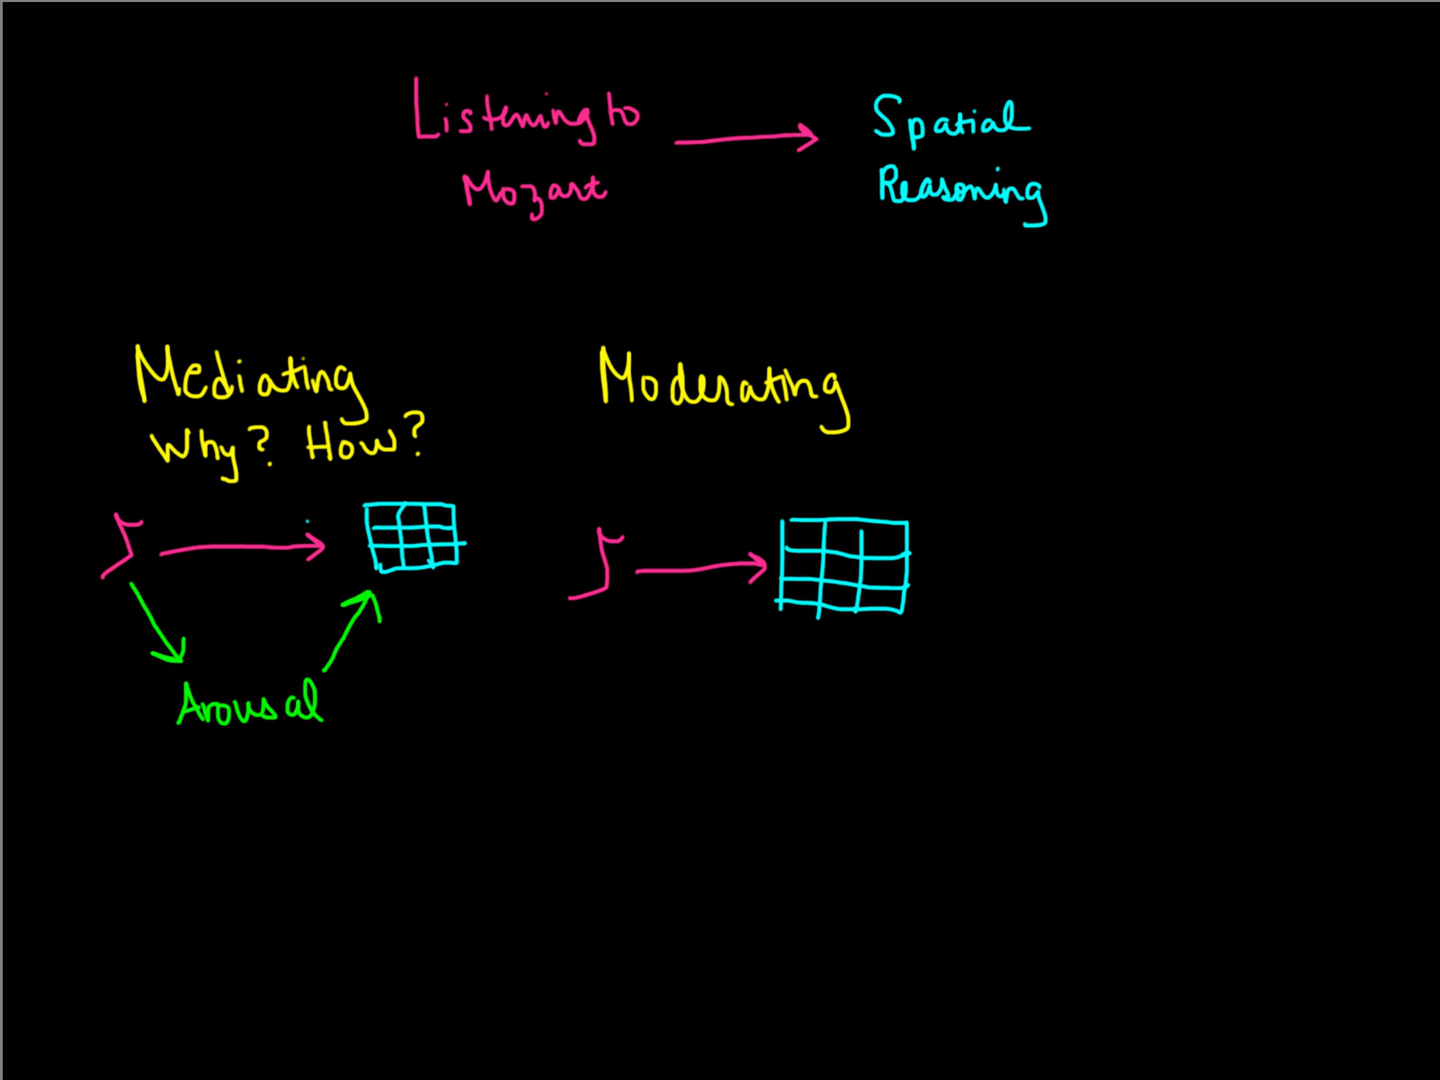 Listening to
Mozart
Spatial
Reasoning
Mediating
Why? How?
Arousal
Moderating